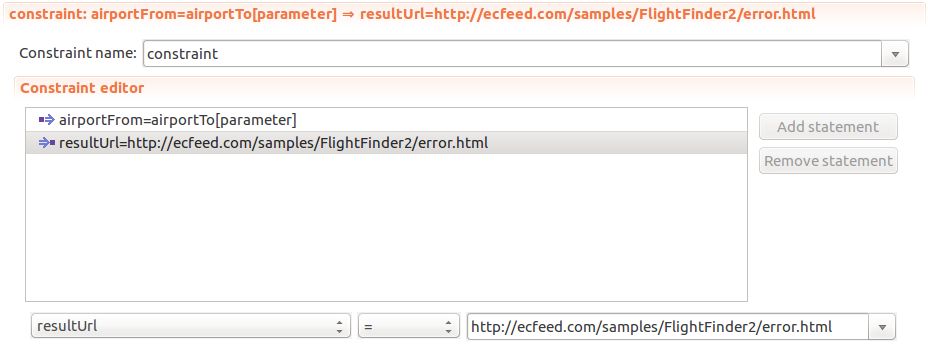 constraint: airportFrom=airportTo[parameter] ⇒ resultUrl=http://ecfeed.com/samples/FlightFinder2/error.html
Constraint name: constraint
Constraint editor
airportFrom=airportTo[parameter]
resultUrl=http://ecfeed.com/samples/FlightFinder2/error.html
Add statement
Remove statement
resultUrl = http://ecfeed.com/samples/FlightFinder2/error.html